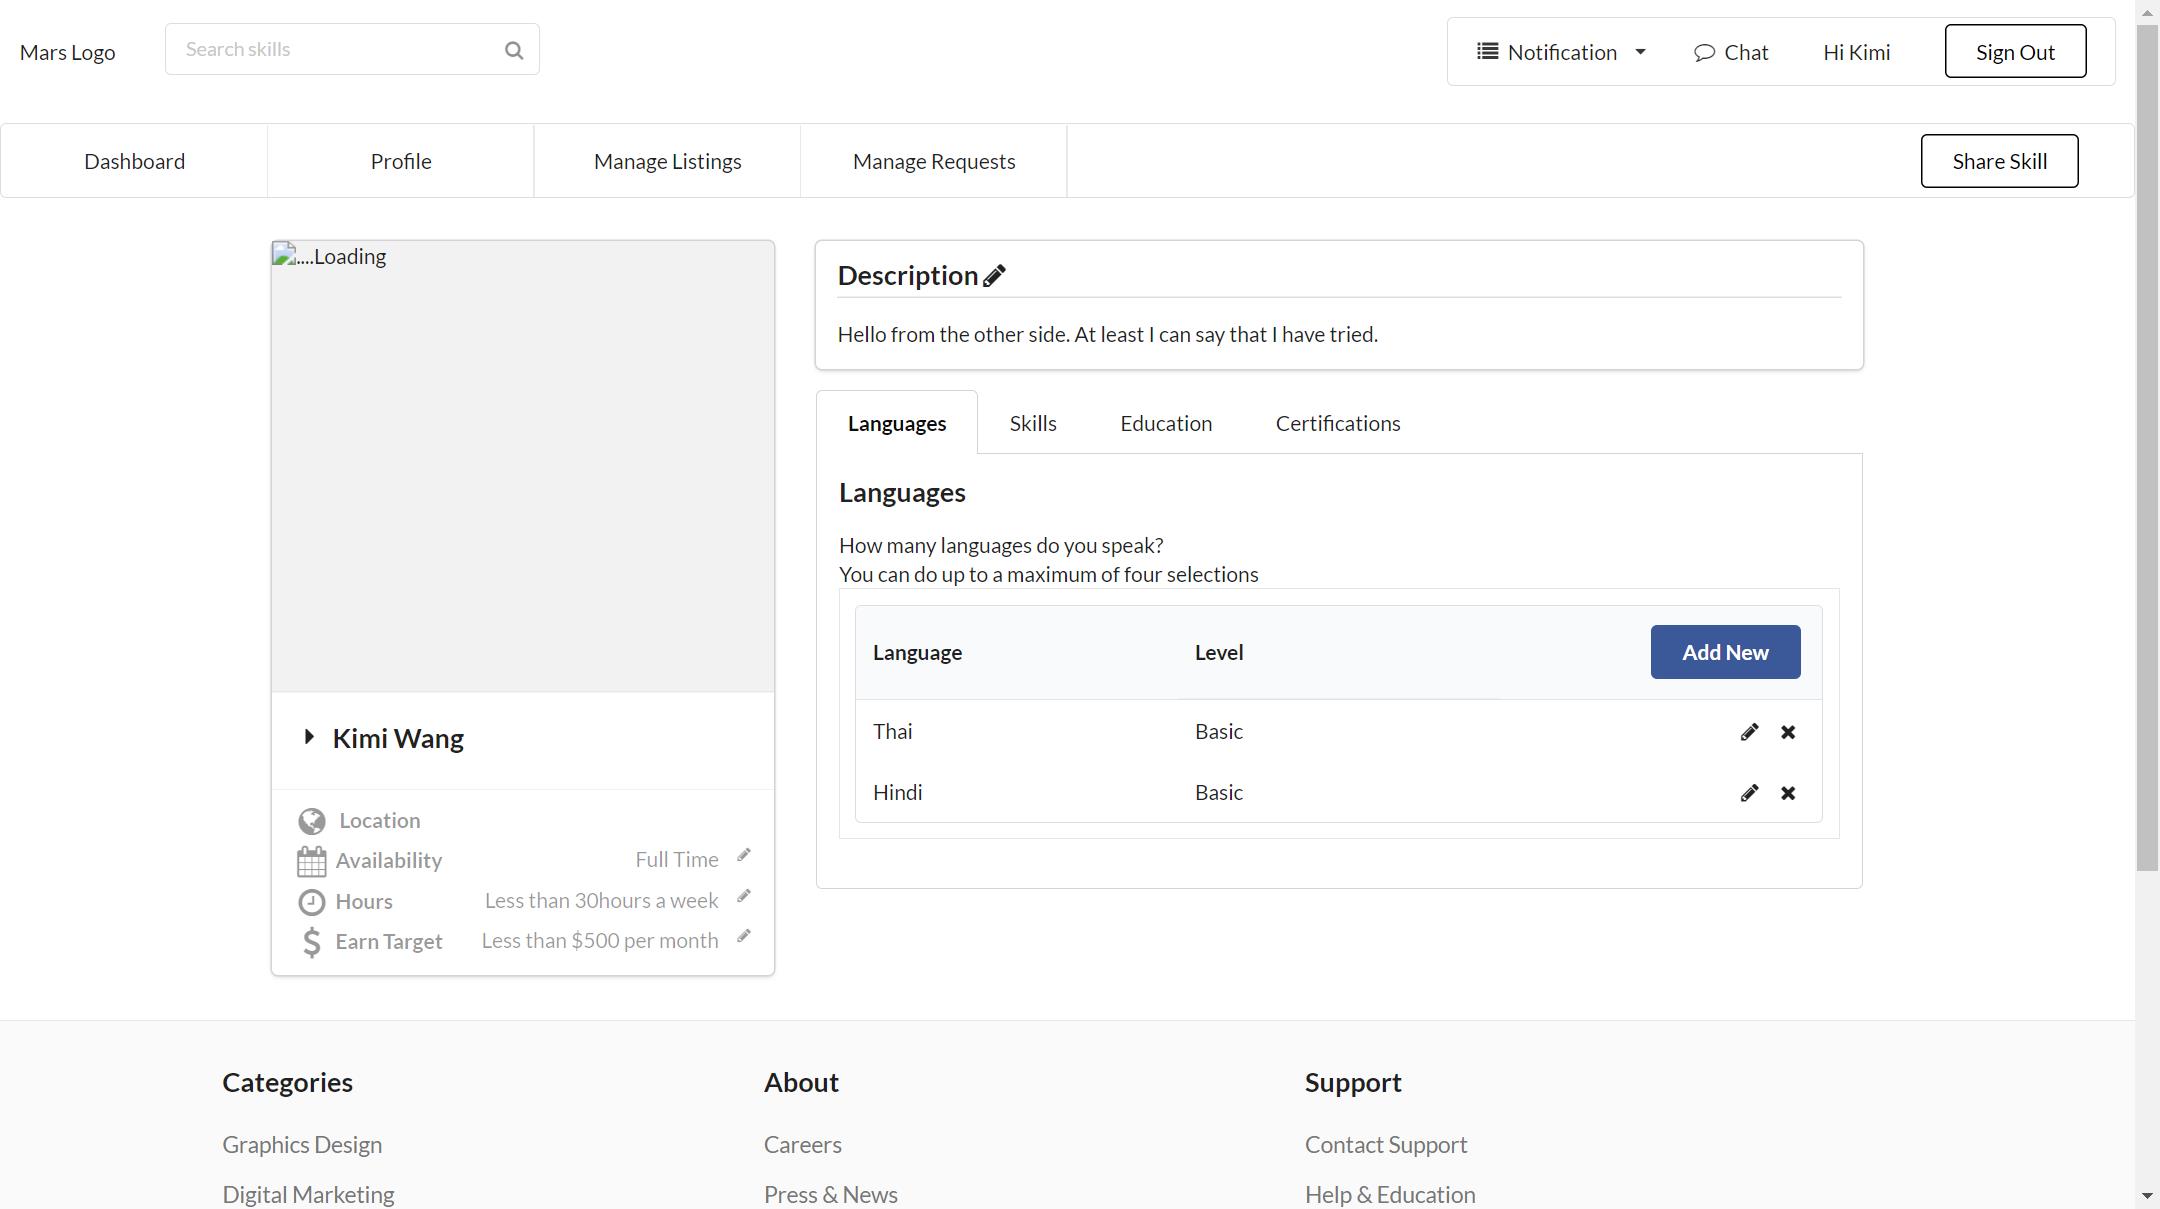 Mars Logo
Search skills
Notification
Chat
Hi Kimi
Sign Out
Dashboard
Profile
Manage Listings
Manage Requests
Share Skill
....Loading
Kimi Wang
Location
Availability
Full Time
Hours
Less than 30hours a week
Earn Target
Less than $500 per month
Description
Hello from the other side. At least I can say that I have tried.
Languages
Skills
Education
Certifications
Languages
How many languages do you speak?
You can do up to a maximum of four selections
Language
Level
Add New
Thai
Basic
Hindi
Basic
Categories
Graphics Design
Digital Marketing
About
Careers
Press & News
Support
Contact Support
Help & Education